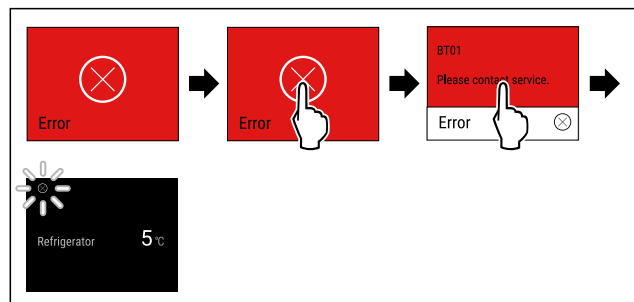 Error
Error
BT01
Please contact service.
Error
Refrigerator 5 °C